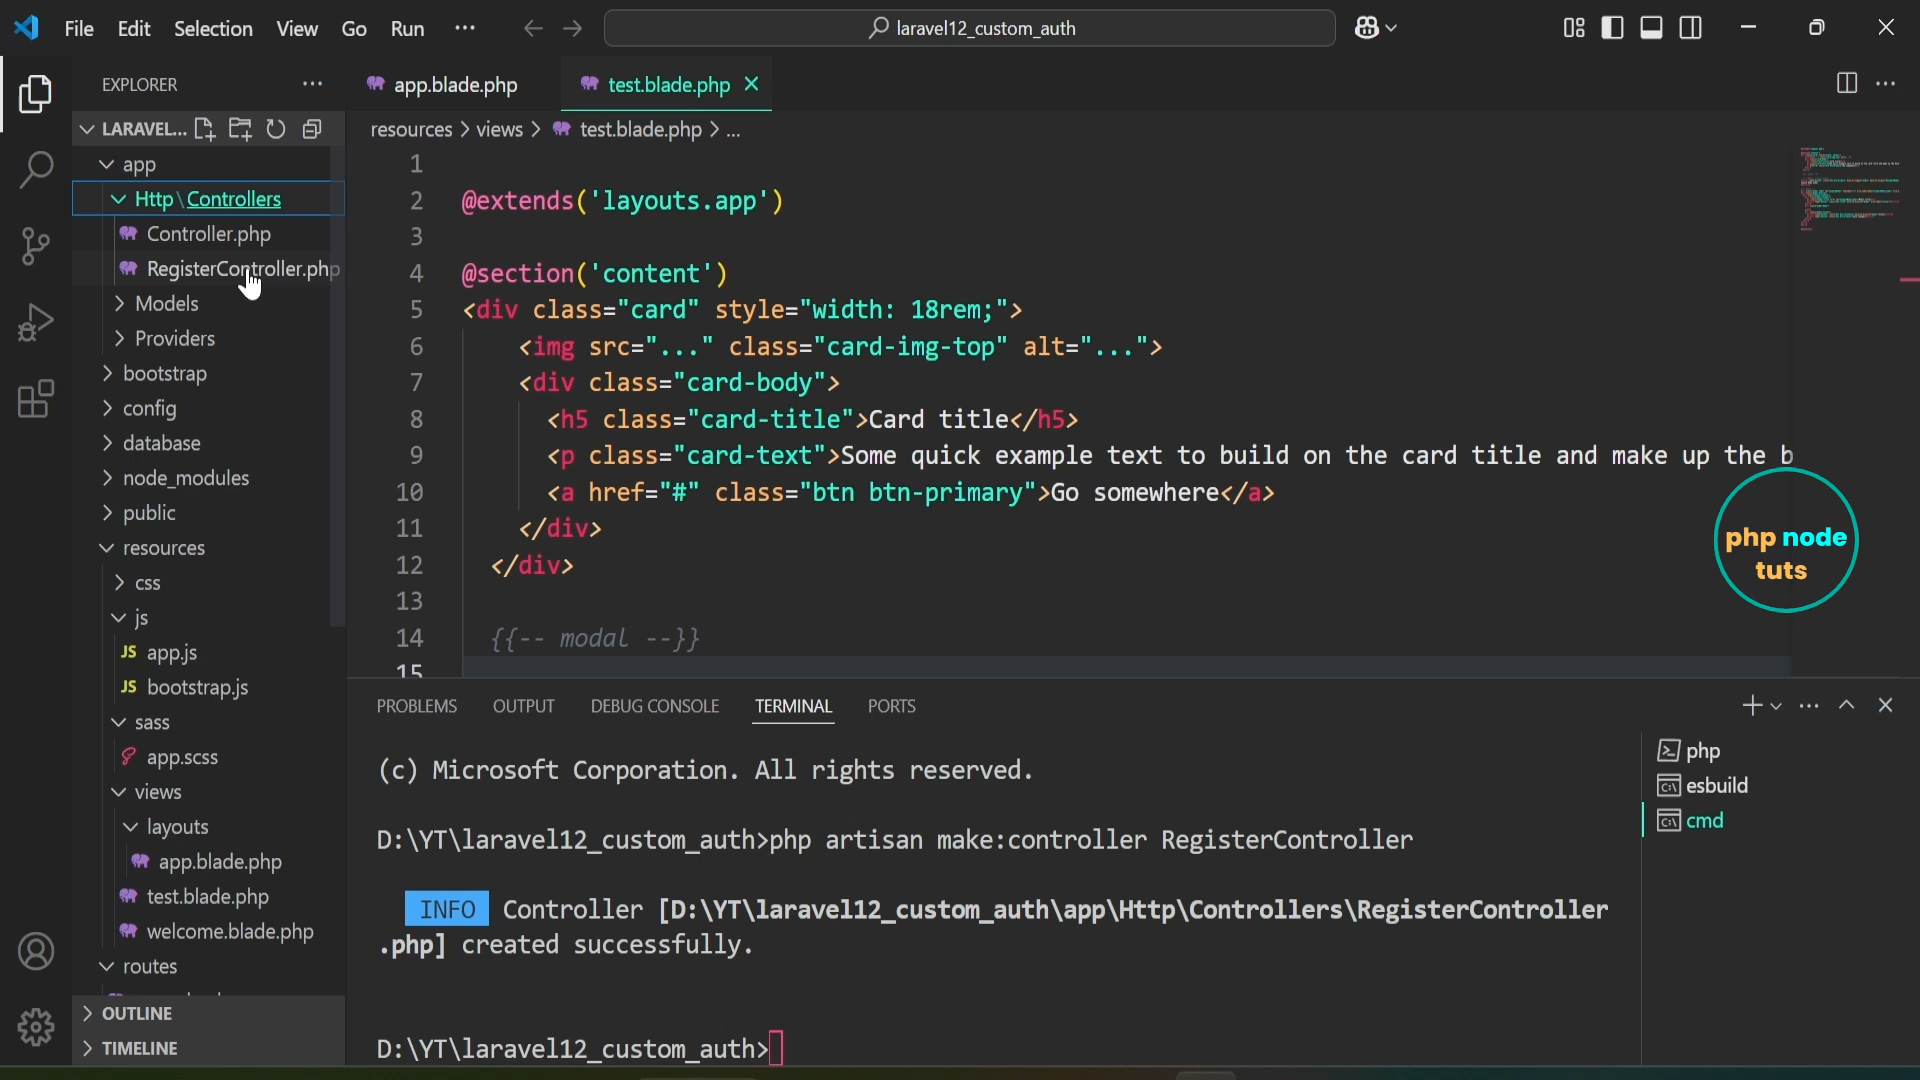 File Edit Selection View Go Run ··· laravel12_custom_auth
EXPLORER
app.blade.php
test.blade.php
LARAVEL...
resources > views > test.blade.php > ...
app
Http\Controllers
Controller.php
RegisterController.php
Models
Providers
bootstrap
config
database
node_modules
public
resources
css
js
JS app.js
JS bootstrap.js
sass
app.scss
views
layouts
app.blade.php
test.blade.php
welcome.blade.php
routes
OUTLINE
TIMELINE
1
2 @extends('layouts.app')
3
4 @section('content')
5 <div class="card" style="width: 18rem;">
6 <img src="..." class="card-img-top" alt="...">
7 <div class="card-body">
8 <h5 class="card-title">Card title</h5>
9 <p class="card-text">Some quick example text to build on the card title and make up the b
10 <a href="#" class="btn btn-primary">Go somewhere</a>
11 </div>
12 </div>
13
14 {{-- modal --}}
15
php node
tuts
PROBLEMS OUTPUT DEBUG CONSOLE TERMINAL PORTS
(c) Microsoft Corporation. All rights reserved.
D:\YT\laravel12_custom_auth>php artisan make:controller RegisterController
INFO Controller [D:\YT\laravel12_custom_auth\app\Http\Controllers\RegisterController
.php] created successfully.
D:\YT\laravel12_custom_auth>
php
esbuild
cmd